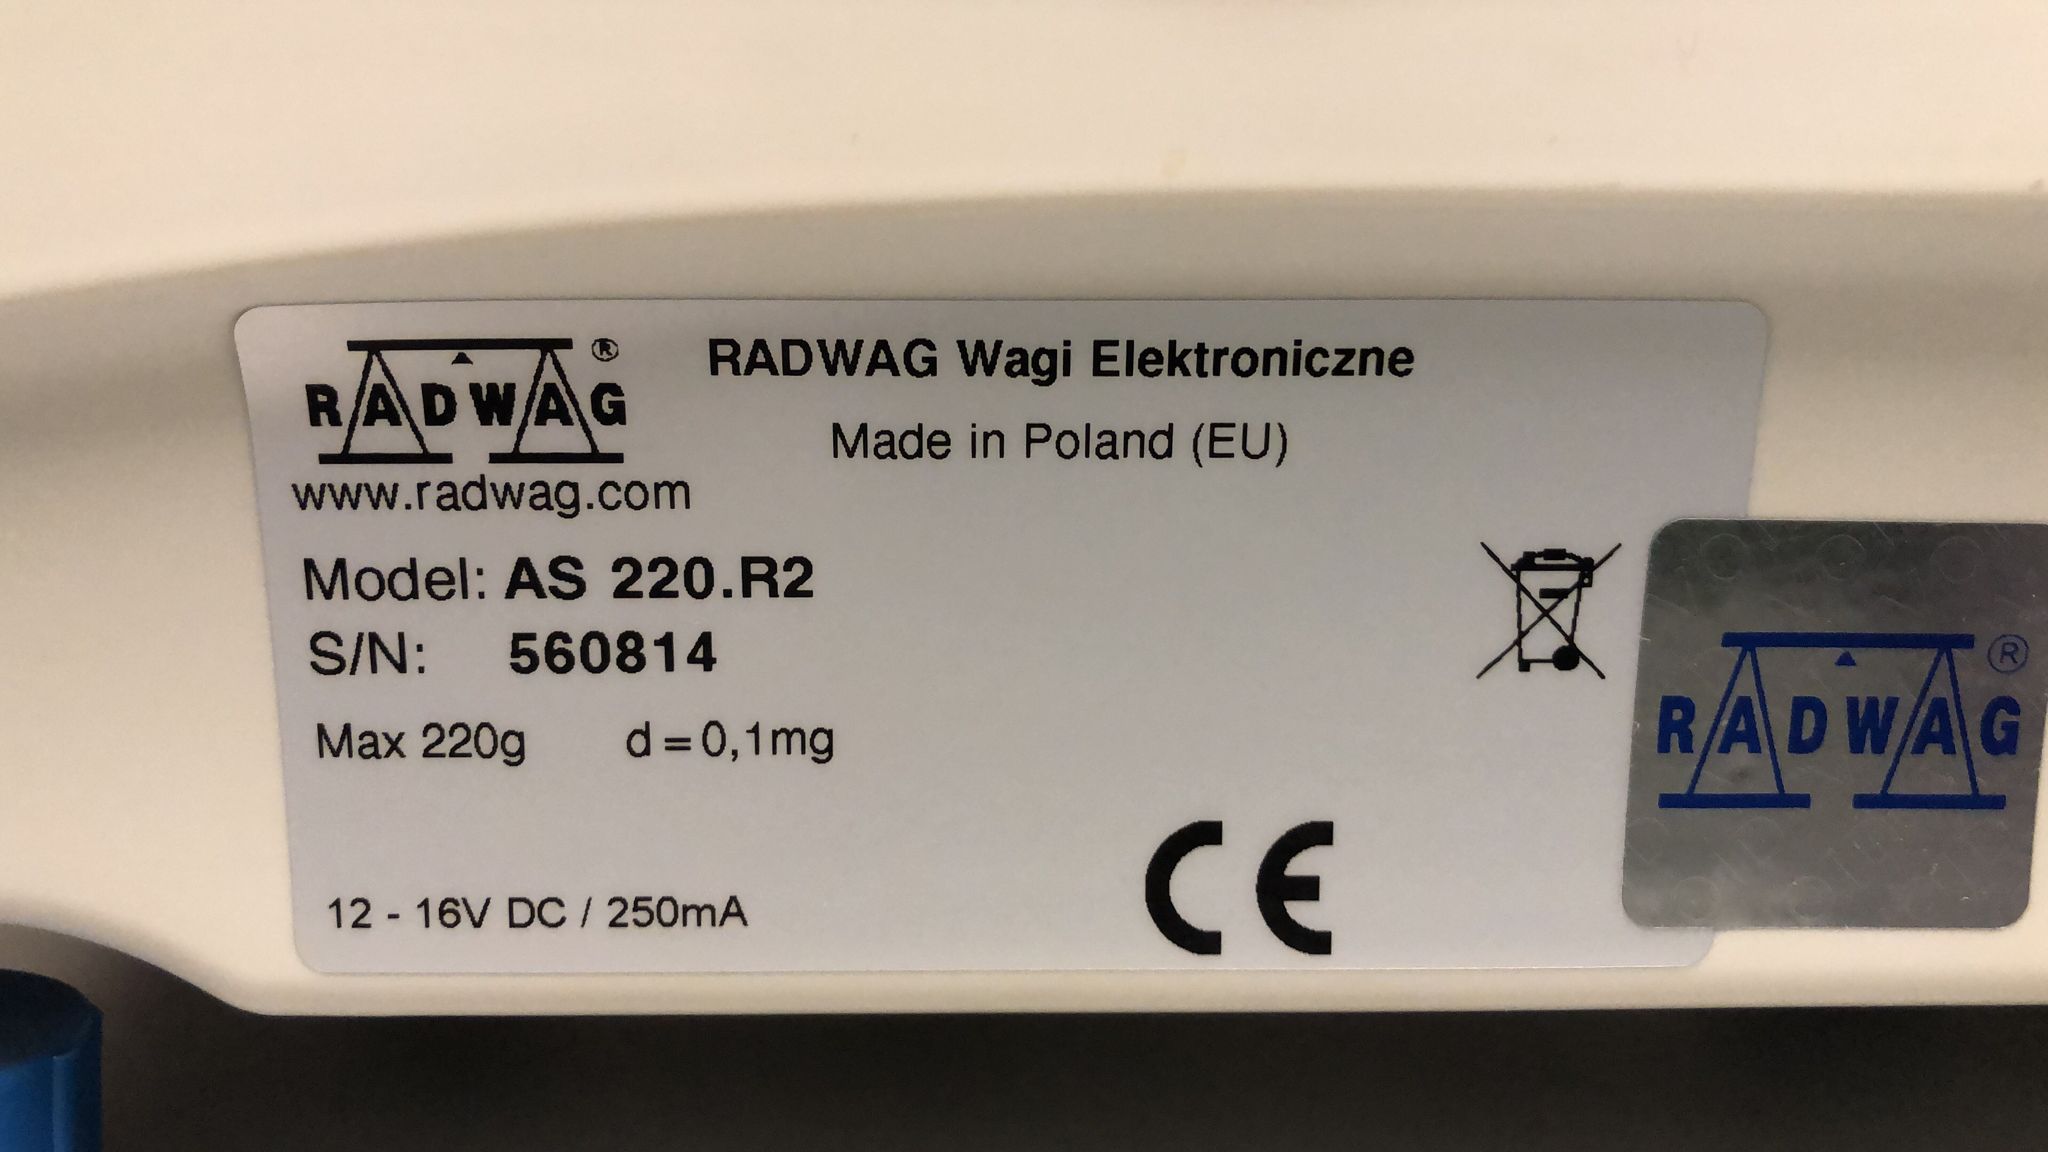 RADWAG ®
RADWAG Wagi Elektroniczne
Made in Poland (EU)
www.radwag.com
Model: AS 220.R2
S/N: 560814
Max 220g d=0,1mg
12 - 16V DC / 250mA
CE
RADWAG ®